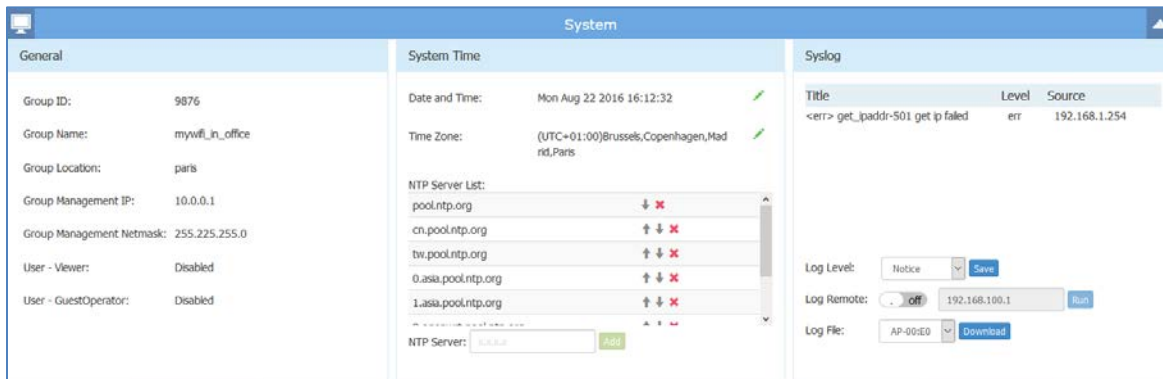 System
General
Group ID: 9876
Group Name: mywifi_in_office
Group Location: paris
Group Management IP: 10.0.0.1
Group Management Netmask: 255.225.255.0
User - Viewer: Disabled
User - GuestOperator: Disabled
System Time
Date and Time: Mon Aug 22 2016 16:12:32
Time Zone: (UTC+01:00)Brussels,Copenhagen,Mad
rid,Paris
NTP Server List:
pool.ntp.org
cn.pool.ntp.org
tw.pool.ntp.org
0.asia.pool.ntp.org
1.asia.pool.ntp.org
NTP Server: Add
Syslog
Title Level Source
<err> get_ipaddr-501 get ip failed err 192.168.1.254
Log Level: Notice Save
Log Remote: off 192.168.100.1 Run
Log File: AP-00:E0 Download